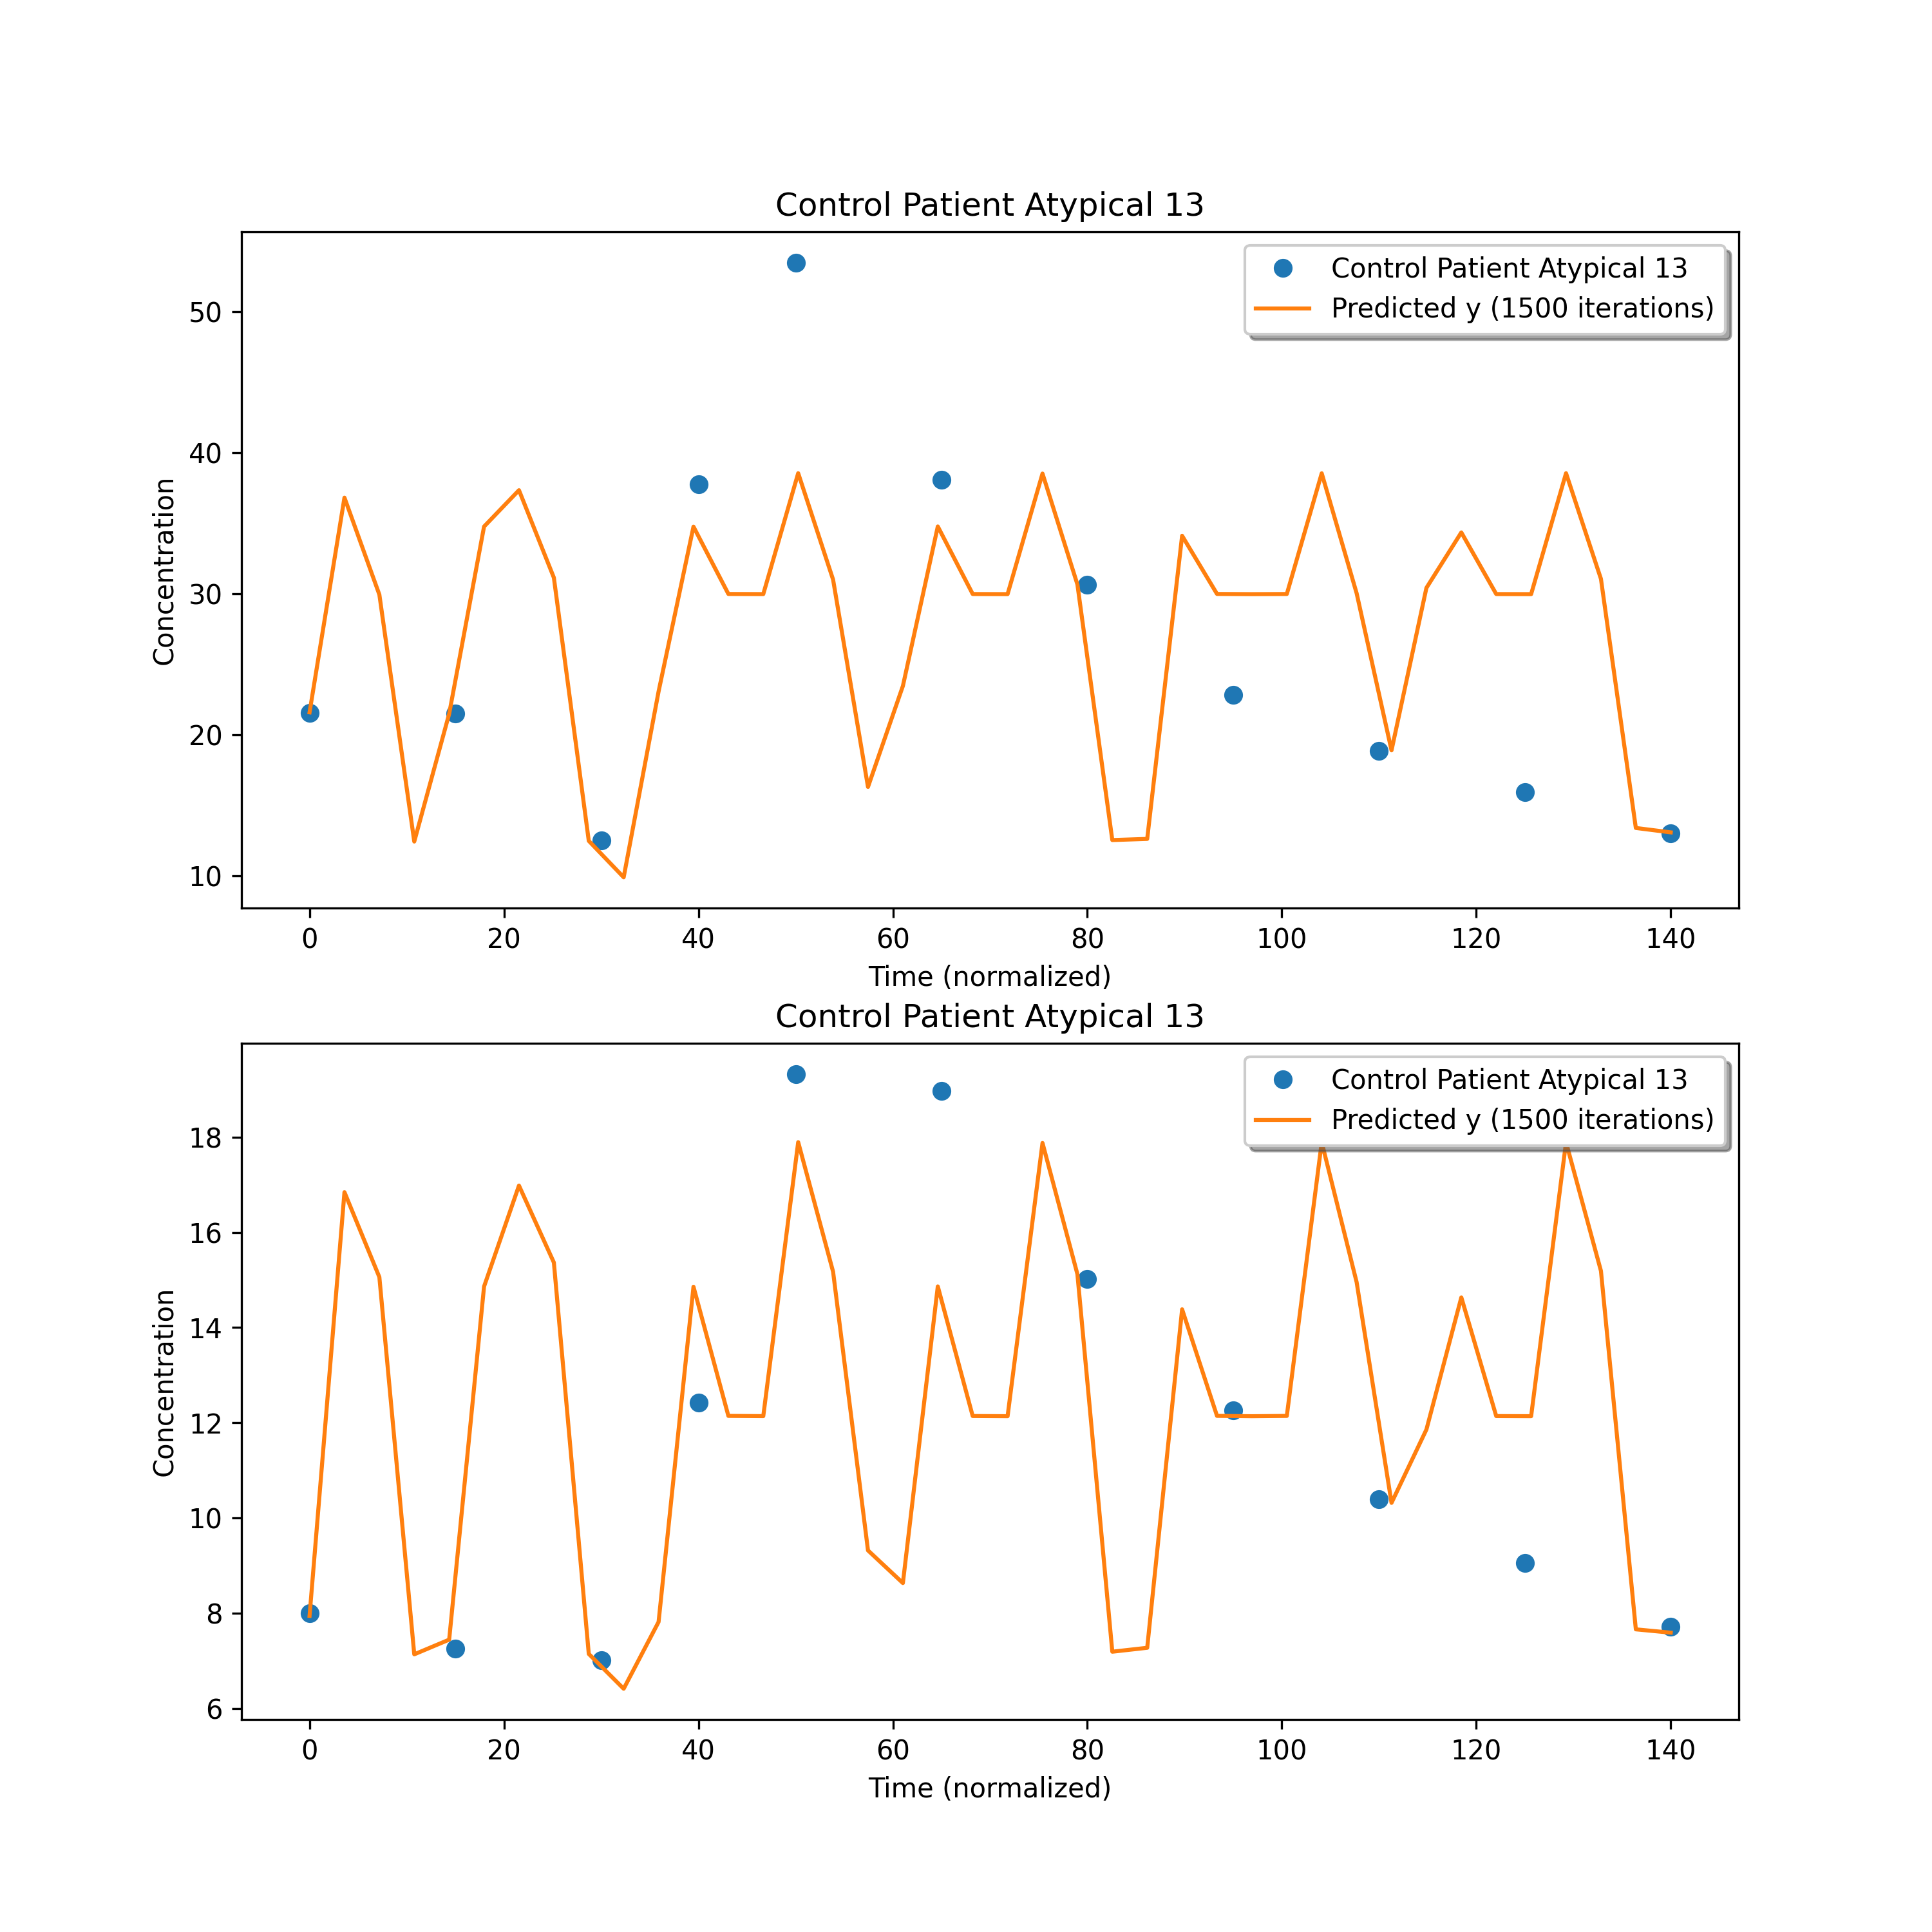 Control Patient Atypical 13
Control Patient Atypical 13
Predicted y (1500 iterations)
50
40
30
20
10
Concentration
0 20 40 60 80 100 120 140
Time (normalized)
Control Patient Atypical 13
Control Patient Atypical 13
Predicted y (1500 iterations)
18
16
14
12
10
8
6
Concentration
0 20 40 60 80 100 120 140
Time (normalized)